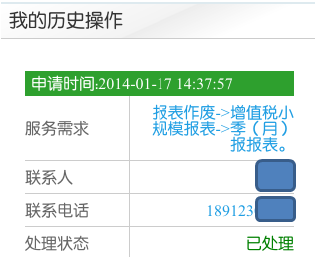 我的历史操作
申请时间:2014-01-17 14:37:57
服务需求
报表作废->增值税小
规模报表->季（月）
报报表。
联系人
联系电话
189123
处理状态
已处理